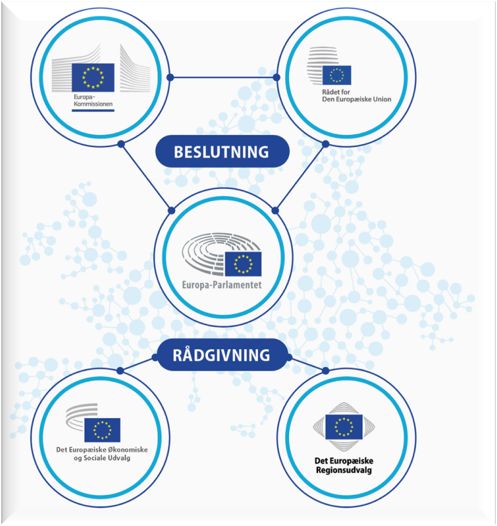 Europa-
Kommissionen
Rådet for
Den Europæiske Union
BESLUTNING
Europa-Parlamentet
RÅDGIVNING
Det Europæiske Økonomiske
og Sociale Udvalg
Det Europæiske
Regionsudvalg